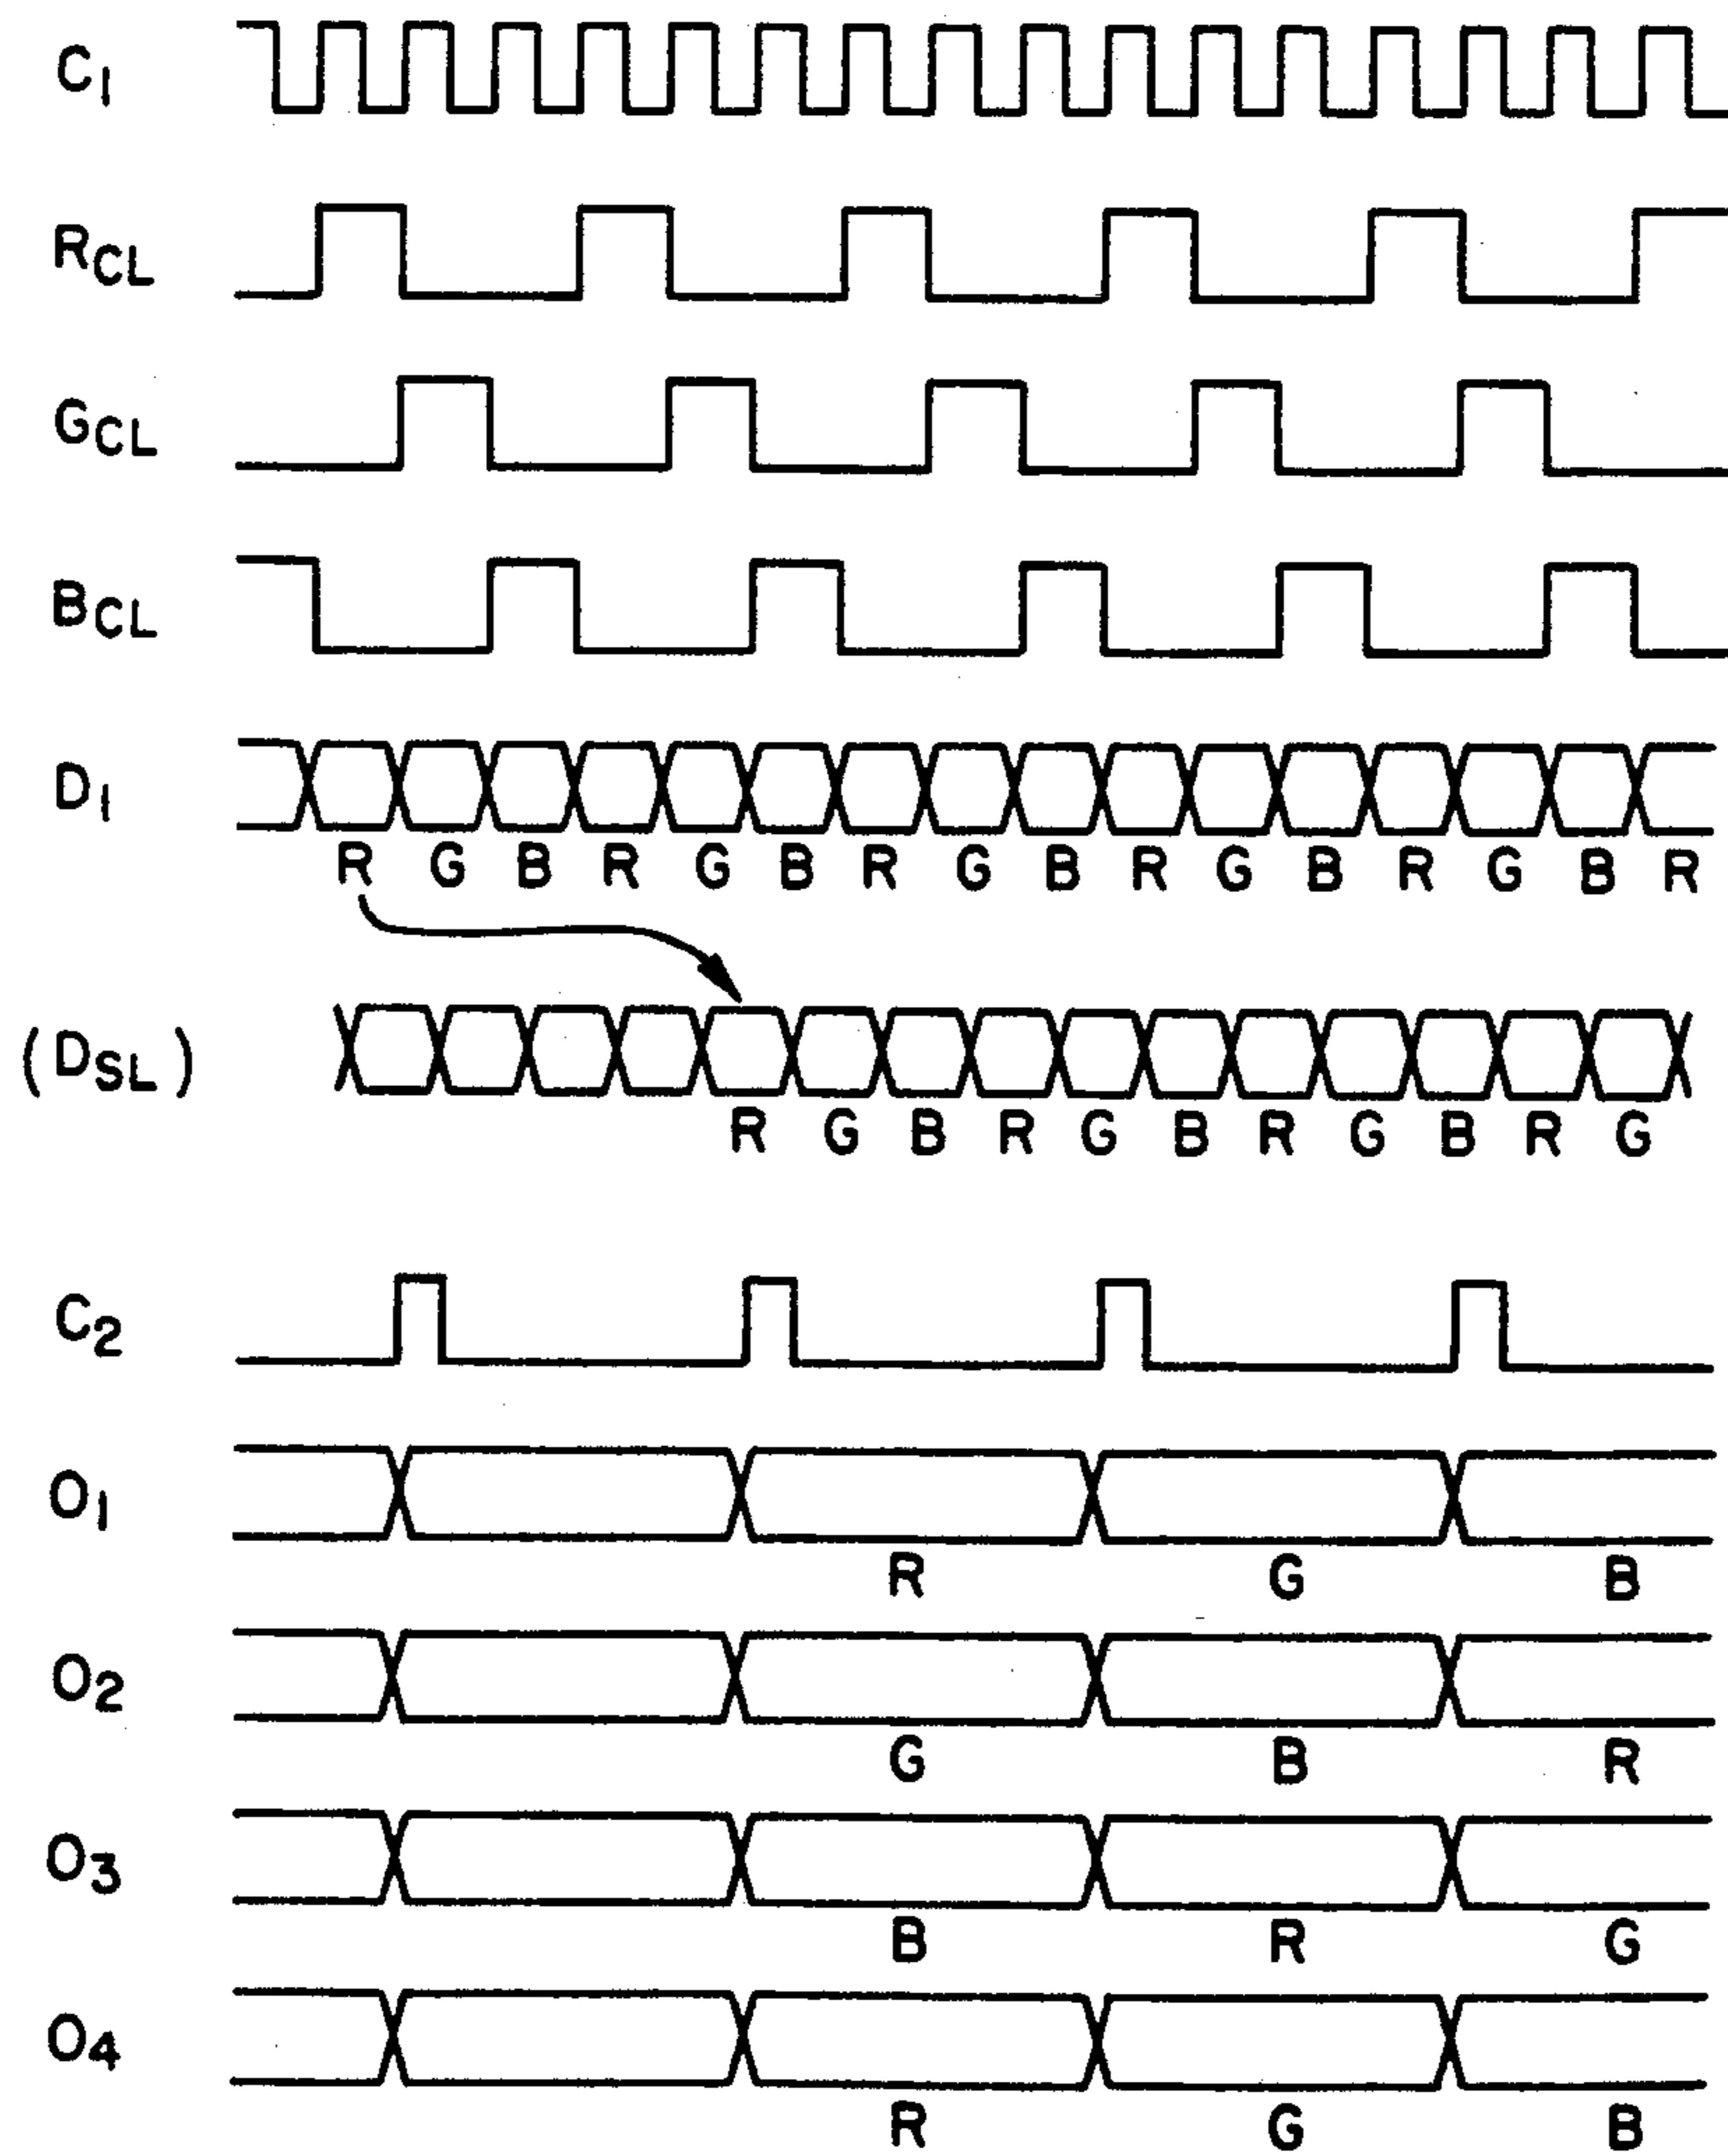 C1
RCL
GCL
BCL
D1
R G B R G B R G B R G B R G B R
(DSL)
R G B R G B R G B R G
C2
O1
R G B
O2
G B R
O3
B R G
O4
R G B